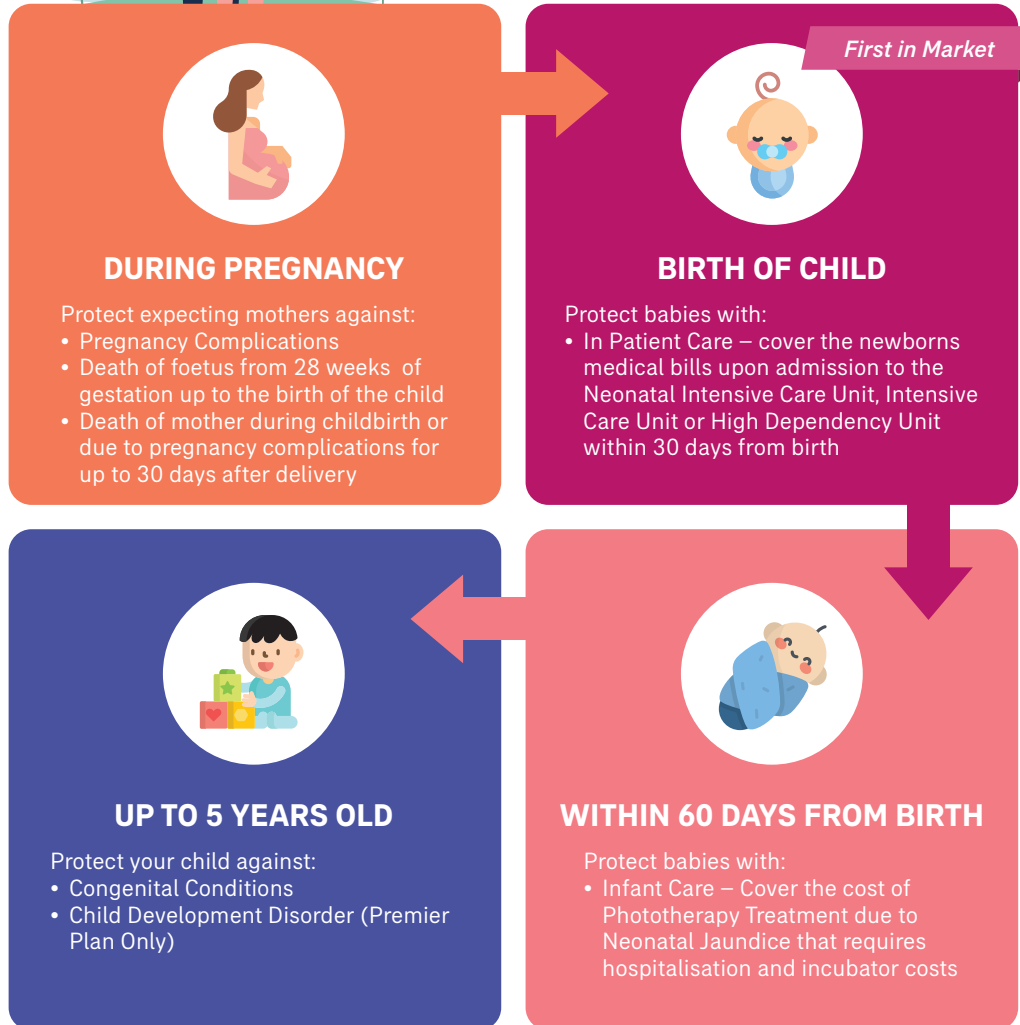 DURING PREGNANCY
Protect expecting mothers against:
• Pregnancy Complications
• Death of foetus from 28 weeks of
gestation up to the birth of the child
• Death of mother during childbirth or
due to pregnancy complications for
up to 30 days after delivery
First in Market
BIRTH OF CHILD
Protect babies with:
• In Patient Care – cover the newborns
medical bills upon admission to the
Neonatal Intensive Care Unit, Intensive
Care Unit or High Dependency Unit
within 30 days from birth
WITHIN 60 DAYS FROM BIRTH
Protect babies with:
• Infant Care – Cover the cost of
Phototherapy Treatment due to
Neonatal Jaundice that requires
hospitalisation and incubator costs
UP TO 5 YEARS OLD
Protect your child against:
• Congenital Conditions
• Child Development Disorder (Premier
Plan Only)